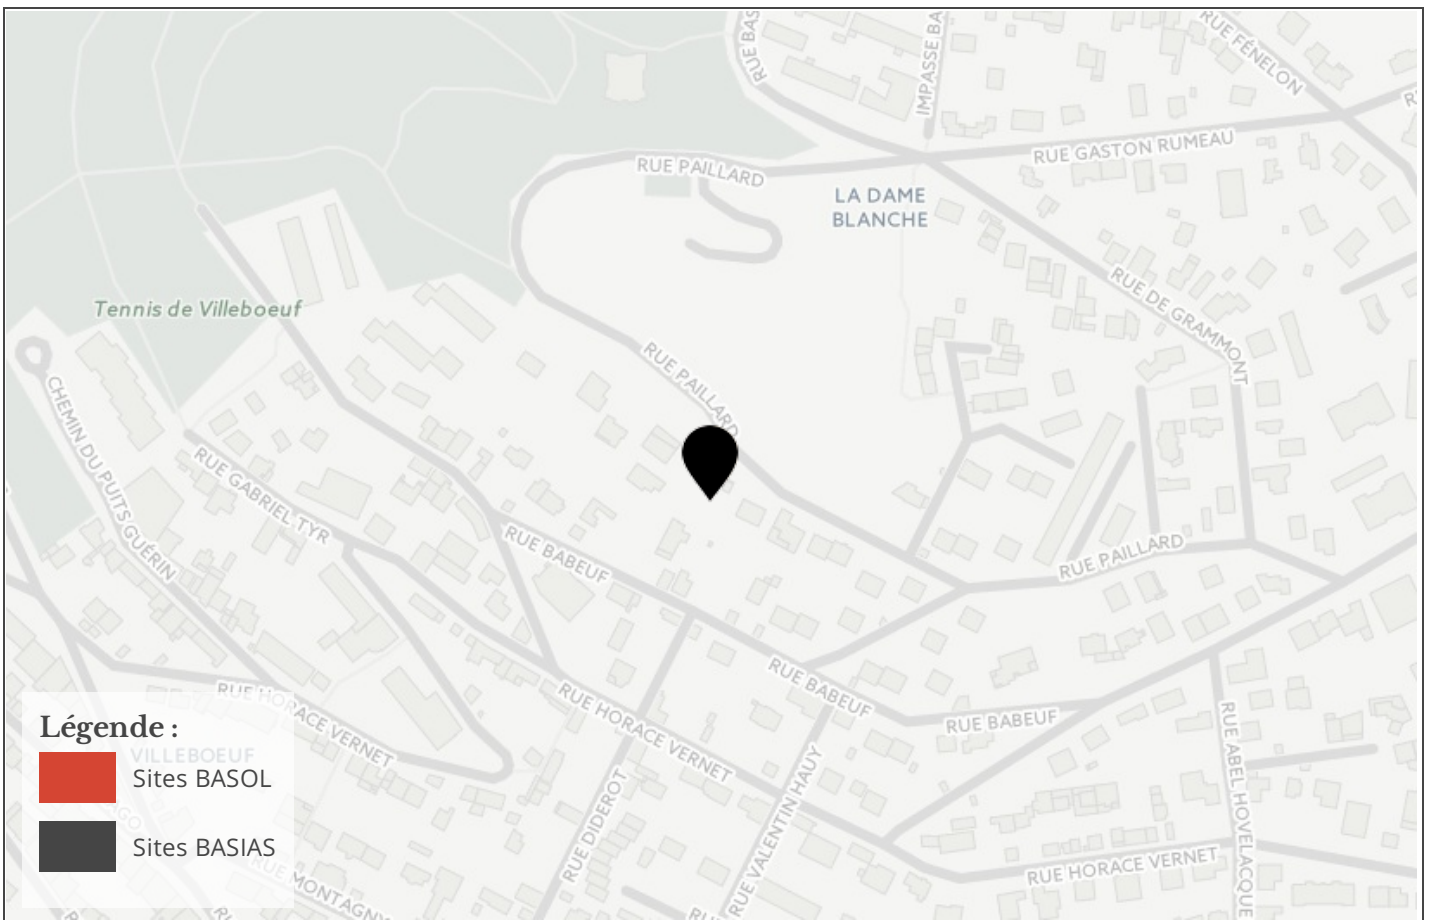 RUE BAS
IMPASSE BA
RUE FÉNELON
RUE GASTON RUMEAU
RUE PAILLARD
LA DAME
BLANCHE
RUE DE GRAMMONT
Tennis de Villeboeuf
RUE PAILLARD
CHEMIN DU PUITS GUÉRIN
RUE GABRIEL TYR
RUE BABEUF
RUE PAILLARD
RUE BABEUF
RUE BABEUF
RUE HORACE VERNET
RUE HORACE VERNET
RUE ABEL HOVELACQUE
RUE DIDEROT
RUE VALENTIN HAUY
RUE HORACE VERNET
Légende :
VILLEBOEUF
Sites BASOL
Sites BASIAS
RUE MONTAGNY